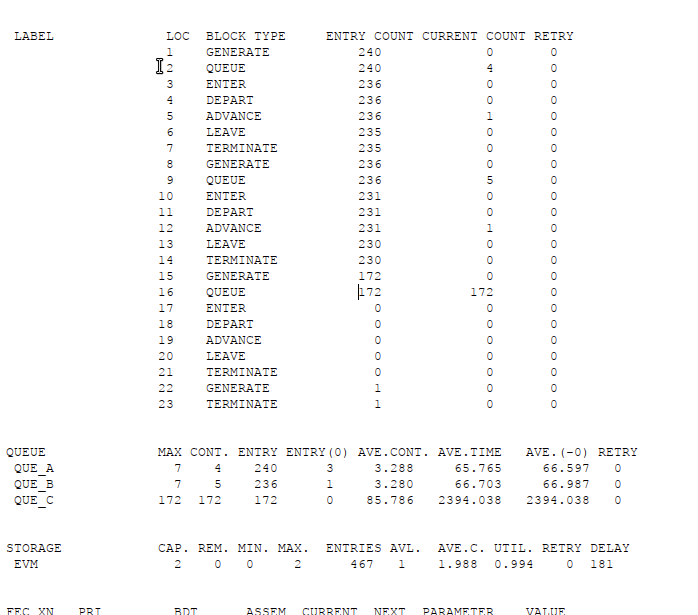 LABEL LOC BLOCK TYPE ENTRY COUNT CURRENT COUNT RETRY
1 GENERATE 240 0 0
2 QUEUE 240 4 0
3 ENTER 236 0 0
4 DEPART 236 0 0
5 ADVANCE 236 1 0
6 LEAVE 235 0 0
7 TERMINATE 235 0 0
8 GENERATE 236 0 0
9 QUEUE 236 5 0
10 ENTER 231 0 0
11 DEPART 231 0 0
12 ADVANCE 231 1 0
13 LEAVE 230 0 0
14 TERMINATE 230 0 0
15 GENERATE 172 0 0
16 QUEUE 172 172 0
17 ENTER 0 0 0
18 DEPART 0 0 0
19 ADVANCE 0 0 0
20 LEAVE 0 0 0
21 TERMINATE 0 0 0
22 GENERATE 1 0 0
23 TERMINATE 1 0 0
QUEUE MAX CONT. ENTRY ENTRY(0) AVE.CONT. AVE.TIME AVE.(-0) RETRY
QUE_A 7 4 240 3 3.288 65.765 66.597 0
QUE_B 7 5 236 1 3.280 66.703 66.987 0
QUE_C 172 172 172 0 85.786 2394.038 2394.038 0
STORAGE CAP. REM. MIN. MAX. ENTRIES AVL. AVE.C. UTIL. RETRY DELAY
EVM 2 0 0 2 467 1 1.988 0.994 0 181
FEC XN PRI BDT ASSEM CURRENT NEXT PARAMETER VALUE